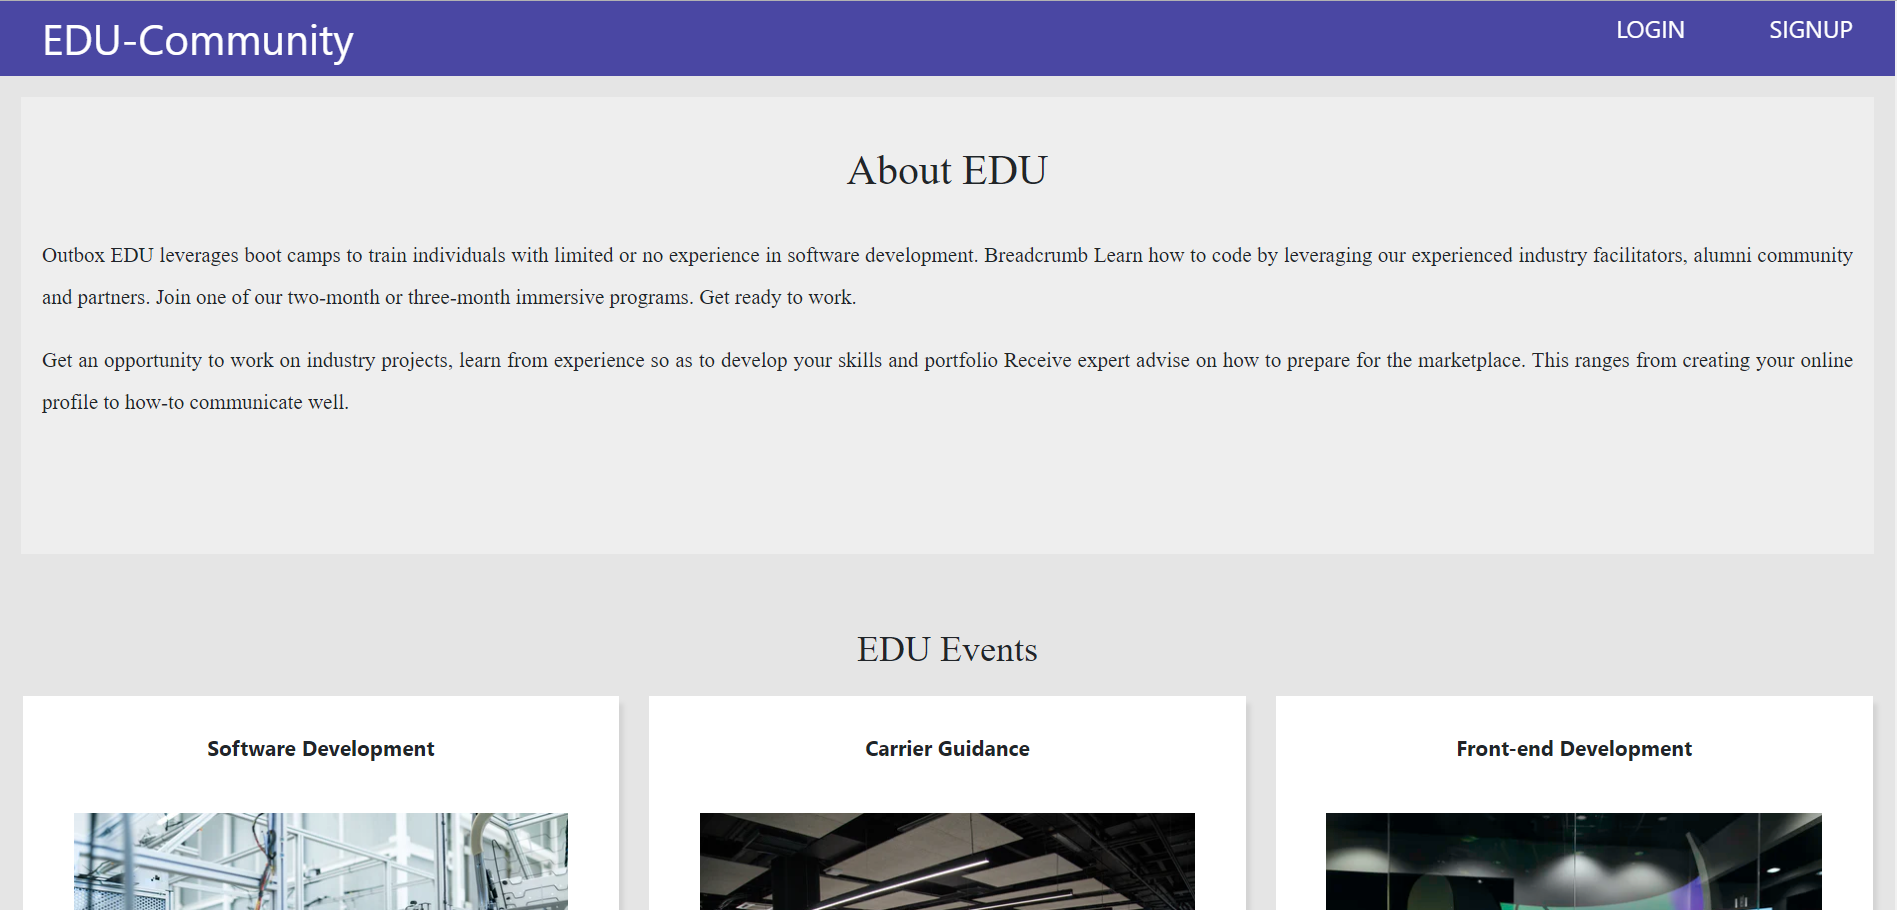 EDU-Community
LOGIN
SIGNUP
About EDU
Outbox EDU leverages boot camps to train individuals with limited or no experience in software development. Breadcrumb Learn how to code by leveraging our experienced industry facilitators, alumni community
and partners. Join one of our two-month or three-month immersive programs. Get ready to work.
Get an opportunity to work on industry projects, learn from experience so as to develop your skills and portfolio Receive expert advise on how to prepare for the marketplace. This ranges from creating your online
profile to how-to communicate well.
EDU Events
Software Development
Carrier Guidance
Front-end Development